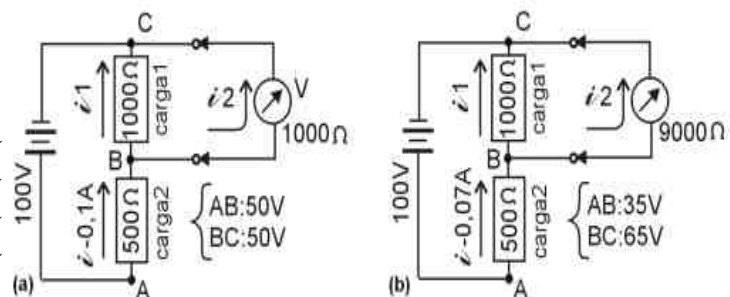 C
i1
1000Ω
carga1
i2
V
1000Ω
100V
B
i-0,1A
500Ω
carga2
AB:50V
BC:50V
(a)
A
C
i1
1000Ω
carga1
i2
9000Ω
100V
B
i-0,07A
500Ω
carga2
AB:35V
BC:65V
(b)
A